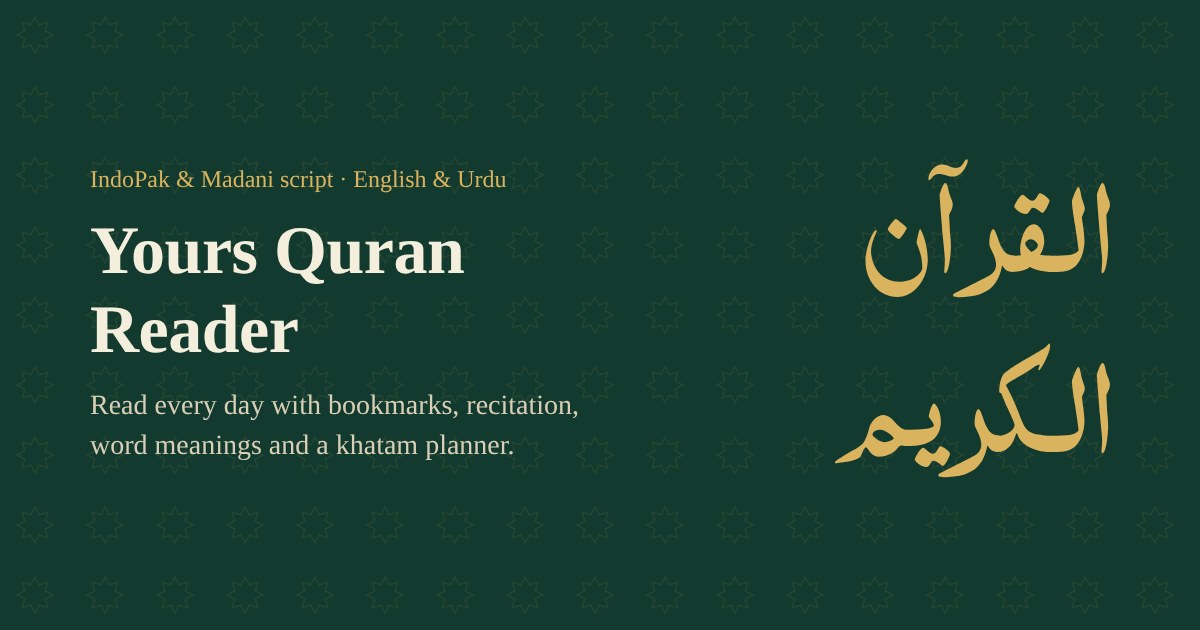 IndoPak & Madani script · English & Urdu
Yours Quran
Reader
Read every day with bookmarks, recitation,
word meanings and a khatam planner.
القرآن
الكريم